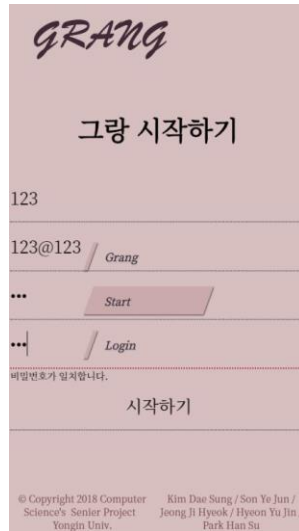 GRANG
그랑 시작하기
123
123@123
Grang
•••
Start
•••
Login
비밀번호가 일치합니다.
시작하기
© Copyright 2018 Computer
Science's Senier Project
Yongin Univ.
Kim Dae Sung / Son Ye Jun /
Jeong Ji Hyeok / Hyeon Yu Jin
Park Han Su